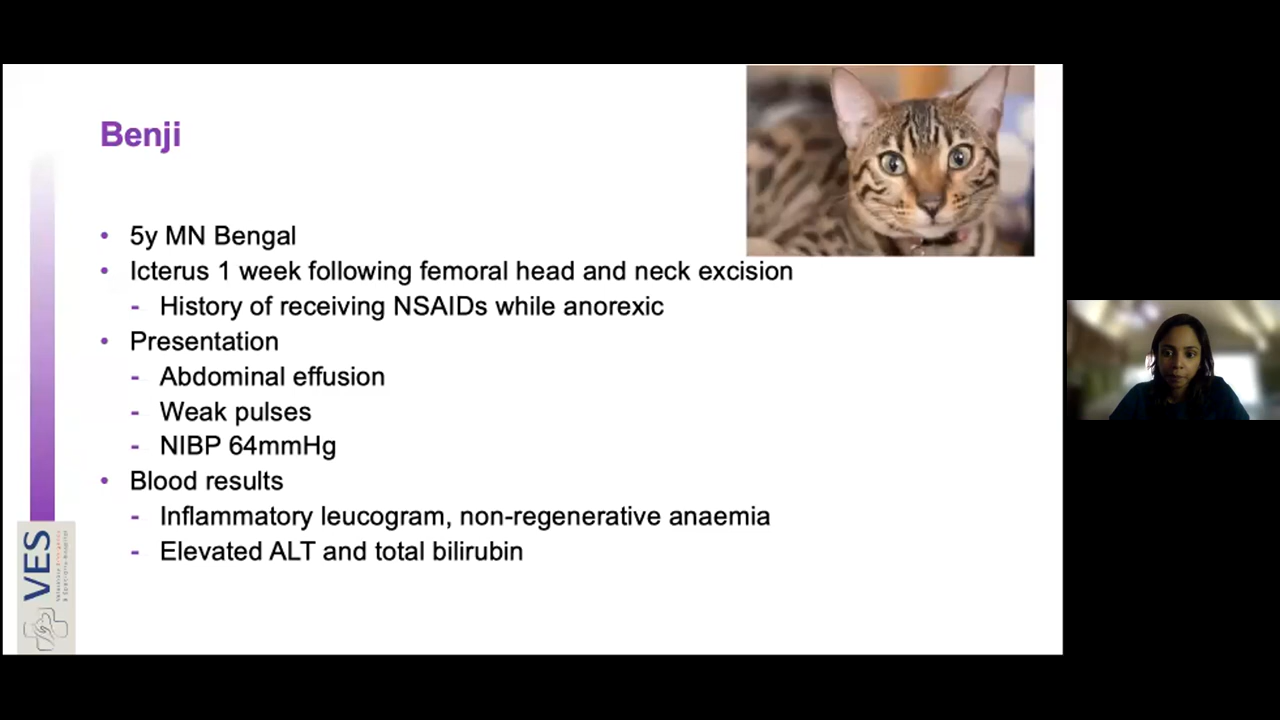 Benji
• 5y MN Bengal
• Icterus 1 week following femoral head and neck excision
- History of receiving NSAIDs while anorexic
• Presentation
- Abdominal effusion
- Weak pulses
- NIBP 64mmHg
• Blood results
- Inflammatory leucogram, non-regenerative anaemia
- Elevated ALT and total bilirubin
VES